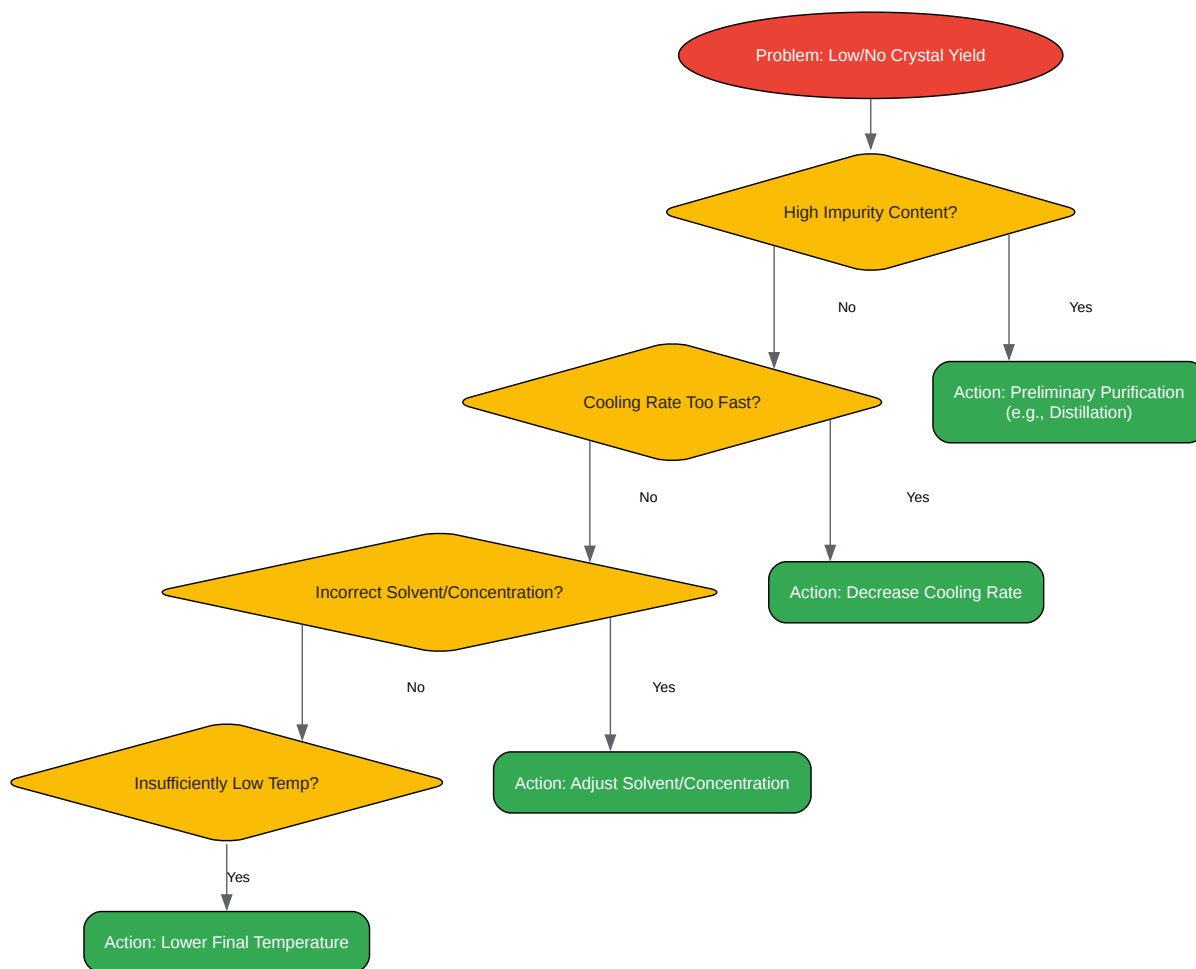 Problem: Low/No Crystal Yield
High Impurity Content?
No
Yes
Cooling Rate Too Fast?
Action: Preliminary Purification
(e.g., Distillation)
No
Yes
Incorrect Solvent/Concentration?
Action: Decrease Cooling Rate
No
Yes
Insufficiently Low Temp?
Action: Adjust Solvent/Concentration
Yes
Action: Lower Final Temperature